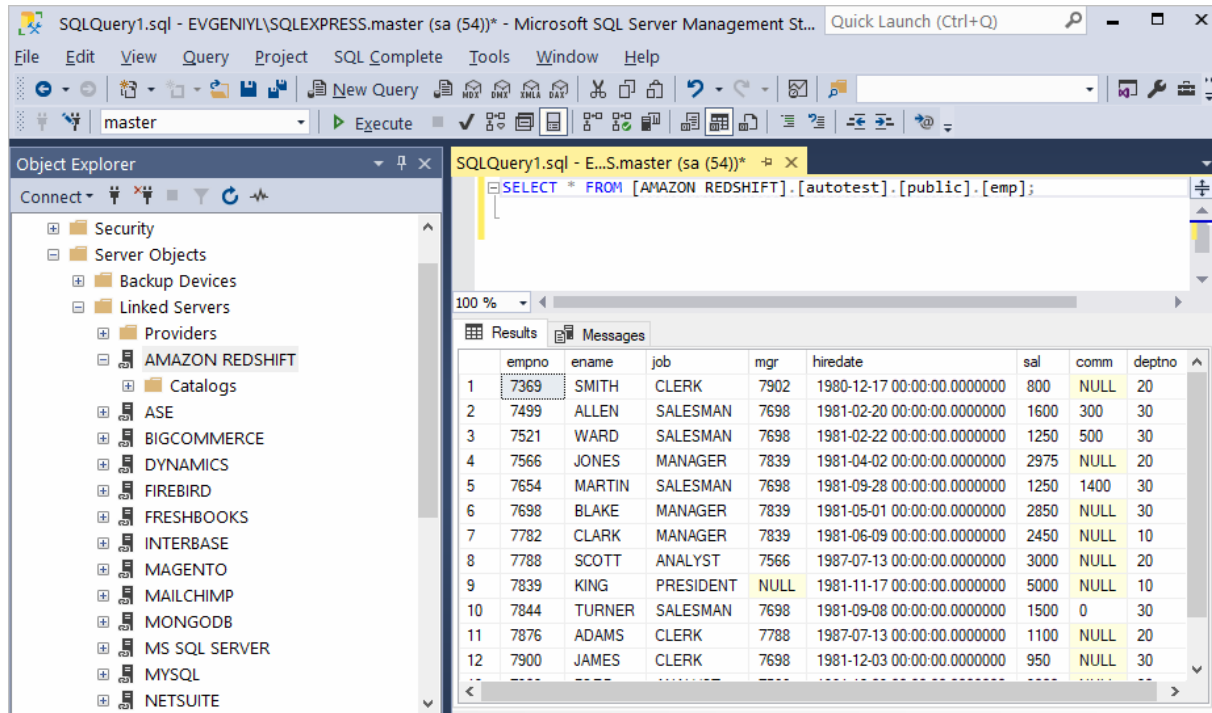 SQLQuery1.sql - EVGENIYL\SQLEXPRESS.master (sa (54))* - Microsoft SQL Server Management St...
Quick Launch (Ctrl+Q)
File Edit View Query Project SQL Complete Tools Window Help
New Query MDX DMX XMLA DAX
master Execute
Object Explorer
Connect
Security
Server Objects
Backup Devices
Linked Servers
Providers
AMAZON REDSHIFT
Catalogs
ASE
BIGCOMMERCE
DYNAMICS
FIREBIRD
FRESHBOOKS
INTERBASE
MAGENTO
MAILCHIMP
MONGODB
MS SQL SERVER
MYSQL
NETSUITE
SQLQuery1.sql - E...S.master (sa (54))*
SELECT * FROM [AMAZON REDSHIFT].[autotest].[public].[emp];
100 %
Results Messages
empno ename job mgr hiredate sal comm deptno
1 7369 SMITH CLERK 7902 1980-12-17 00:00:00.0000000 800 NULL 20
2 7499 ALLEN SALESMAN 7698 1981-02-20 00:00:00.0000000 1600 300 30
3 7521 WARD SALESMAN 7698 1981-02-22 00:00:00.0000000 1250 500 30
4 7566 JONES MANAGER 7839 1981-04-02 00:00:00.0000000 2975 NULL 20
5 7654 MARTIN SALESMAN 7698 1981-09-28 00:00:00.0000000 1250 1400 30
6 7698 BLAKE MANAGER 7839 1981-05-01 00:00:00.0000000 2850 NULL 30
7 7782 CLARK MANAGER 7839 1981-06-09 00:00:00.0000000 2450 NULL 10
8 7788 SCOTT ANALYST 7566 1987-07-13 00:00:00.0000000 3000 NULL 20
9 7839 KING PRESIDENT NULL 1981-11-17 00:00:00.0000000 5000 NULL 10
10 7844 TURNER SALESMAN 7698 1981-09-08 00:00:00.0000000 1500 0 30
11 7876 ADAMS CLERK 7788 1987-07-13 00:00:00.0000000 1100 NULL 20
12 7900 JAMES CLERK 7698 1981-12-03 00:00:00.0000000 950 NULL 30